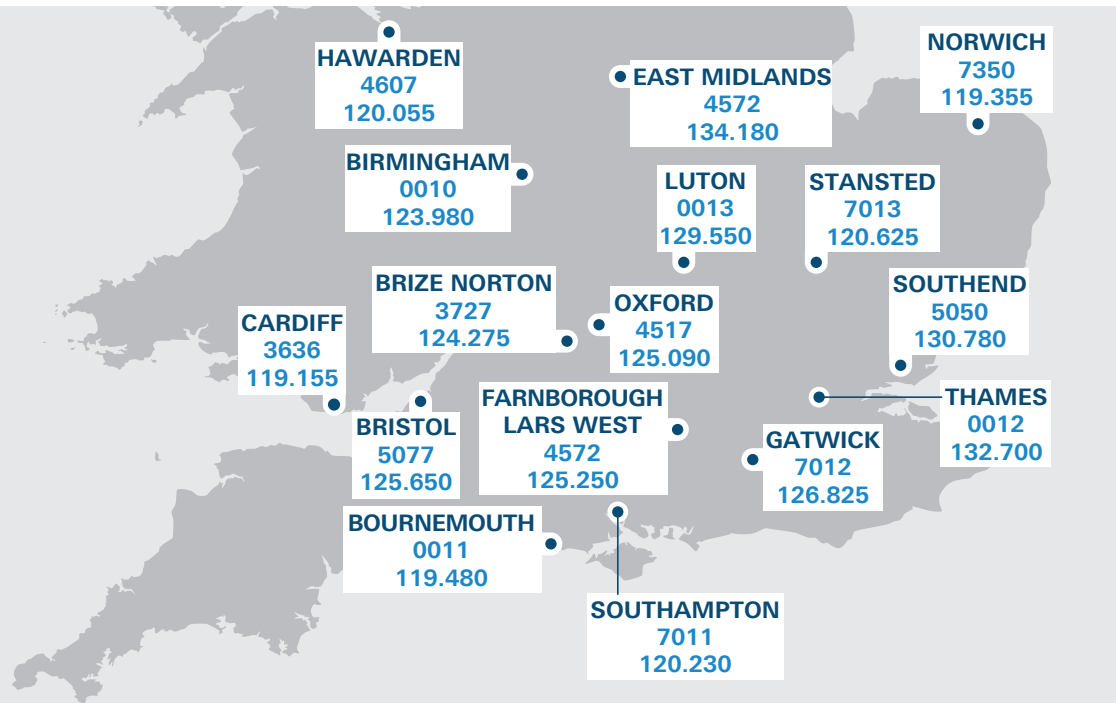 HAWARDEN
4607
120.055
EAST MIDLANDS
4572
134.180
NORWICH
7350
119.355
BIRMINGHAM
0010
123.980
LUTON
0013
129.550
STANSTED
7013
120.625
BRIZE NORTON
3727
124.275
OXFORD
4517
125.090
SOUTHEND
5050
130.780
CARDIFF
3636
119.155
BRISTOL
5077
125.650
FARNBOROUGH
LARS WEST
4572
125.250
GATWICK
7012
126.825
THAMES
0012
132.700
BOURNEMOUTH
0011
119.480
SOUTHAMPTON
7011
120.230